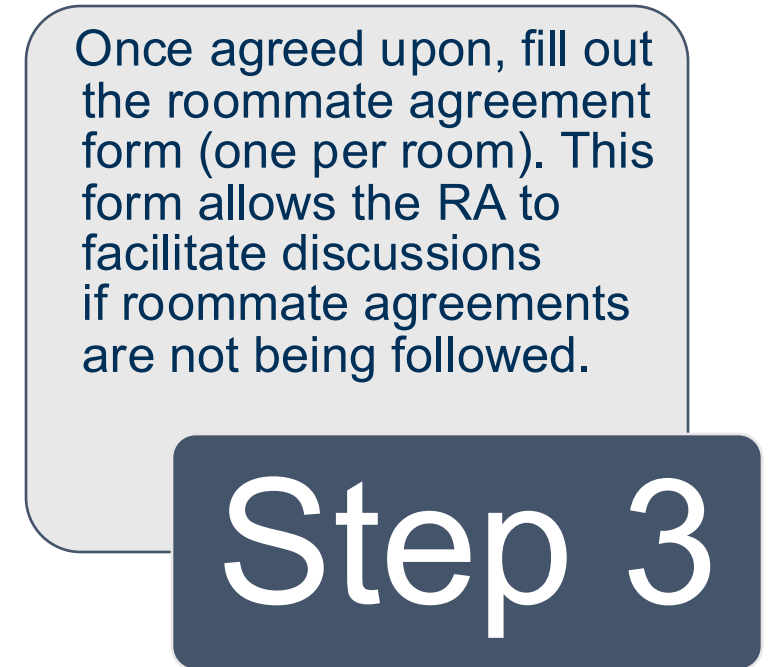 Once agreed upon, fill out
the roommate agreement
form (one per room). This
form allows the RA to
facilitate discussions
if roommate agreements
are not being followed.
Step 3